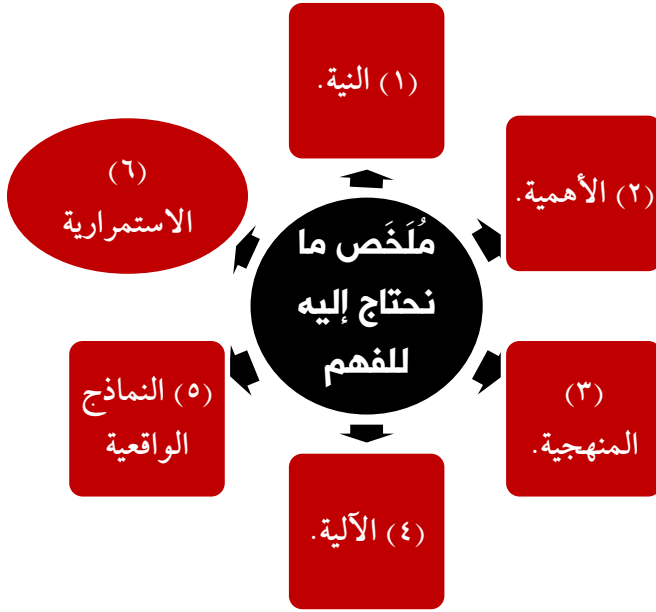 مُلَخَص ما
نحتاج إليه
للفهم
(١) النية.
(٢) الأهمية.
(٣)
المنهجية.
(٤) الآلية.
(٥) النماذج
الواقعية
(٦)
الاستمرارية